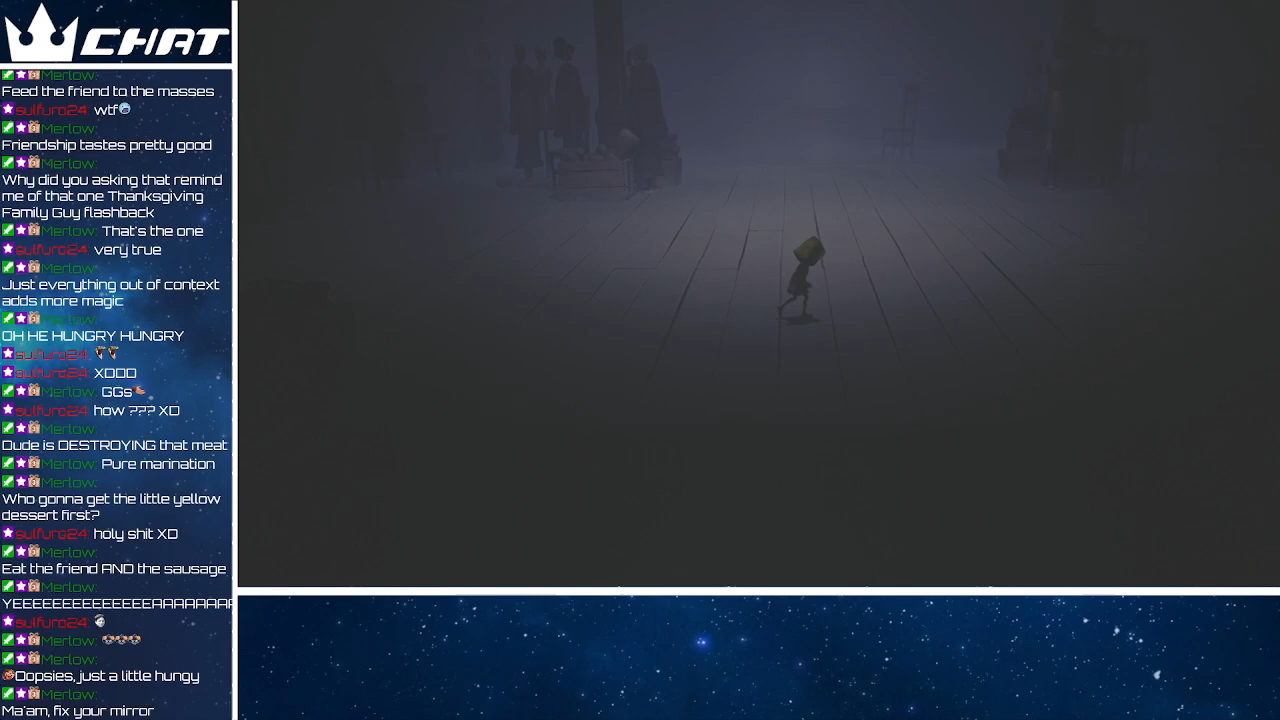 CHAT
Merlow:
Feed the friend to the masses
sulfuro24: wtf
Merlow:
Friendship tastes pretty good
Merlow:
Why did you asking that remind
me of that one Thanksgiving
Family Guy flashback
Merlow: That's the one
sulfuro24: very true
Merlow:
Just everything out of context
adds more magic
Merlow:
OH HE HUNGRY HUNGRY
sulfuro24:
sulfuro24: XDDD
Merlow: GGs
sulfuro24: how ??? XD
Merlow:
Dude is DESTROYING that meat
Merlow: Pure marination
Merlow:
Who gonna get the little yellow
dessert first?
sulfuro24: holy shit XD
Merlow:
Eat the friend AND the sausage
Merlow:
YEEEEEEEEEEEEEEAAAAAAAA
sulfuro24:
Merlow:
Merlow:
Oopsies, just a little hungy
Merlow:
Ma'am, fix your mirror